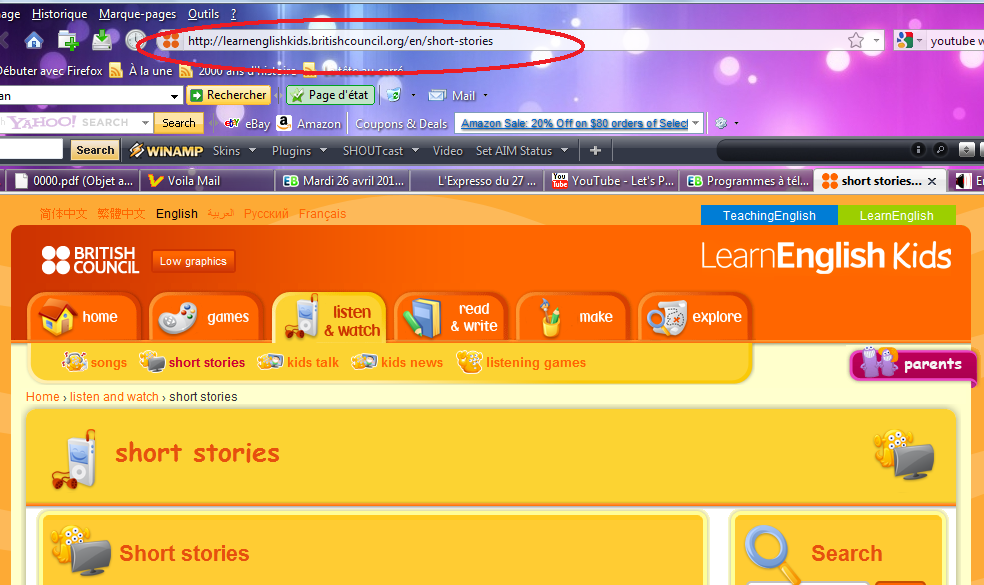 Historique Marque-pages Outils ?
http://learnenglishkids.britishcouncil.org/en/short-stories
youtube
Débuter avec Firefox À la une 2000 ans d'histoire
Rechercher Page d'état Mail
YAHOO! SEARCH Search eBay Amazon Coupons & Deals Amazon Sale: 20% Off on $80 orders of Select
Search WINAMP Skins Plugins SHOUTcast Video Set AIM Status +
0000.pdf (Objet a... Voila Mail EB Mardi 26 avril 201... L'Expresso du 27 ... You Tube YouTube - Let's P... EB Programmes à tél... short stories... ×
简体中文 繁體中文 English العربية Русский Français
TeachingEnglish LearnEnglish
BRITISH COUNCIL
Low graphics
LearnEnglish Kids
home games listen & watch read & write make explore
songs short stories kids talk kids news listening games
parents
Home › listen and watch › short stories
short stories
Short stories
Search